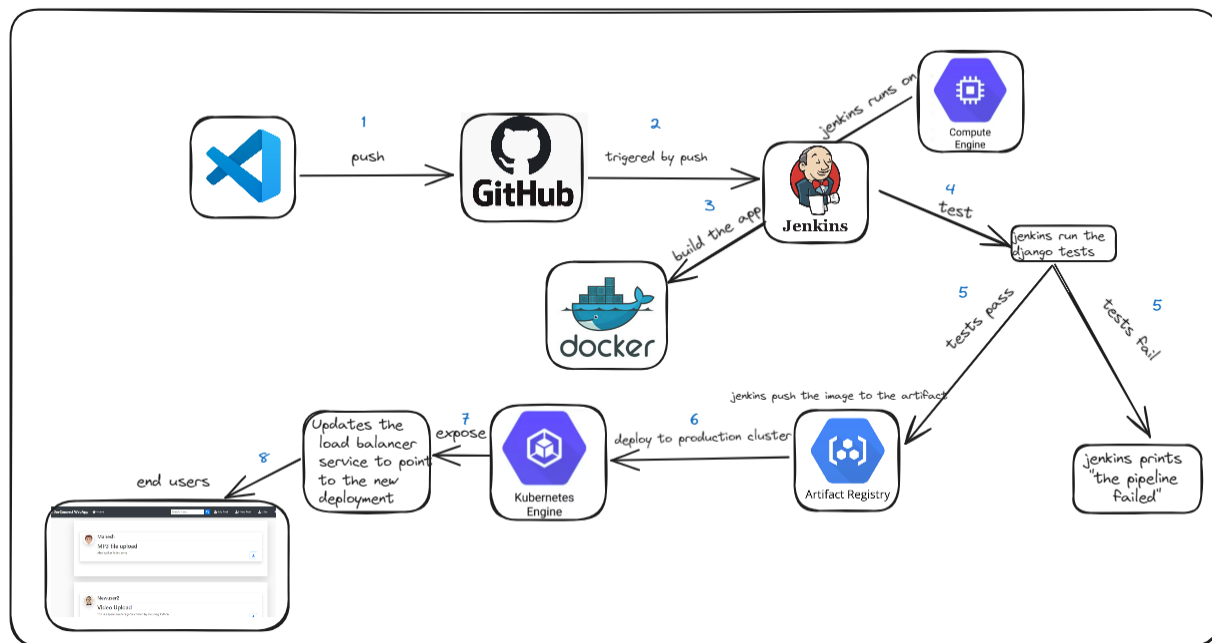 1
push
GitHub
2
trigered by push
Jenkins
jenkins runs on
Compute
Engine
3
build the app
docker
4
test
jenkins run the
django tests
5
tests pass
5
tests fail
jenkins prints
"the pipeline
failed"
jenkins push the image to the artifact
Artifact Registry
6
deploy to production cluster
Kubernetes
Engine
7
expose
Updates the
load balancer
service to point
to the new
deployment
8
end users
MP3 file upload
Newuser2
Video Upload